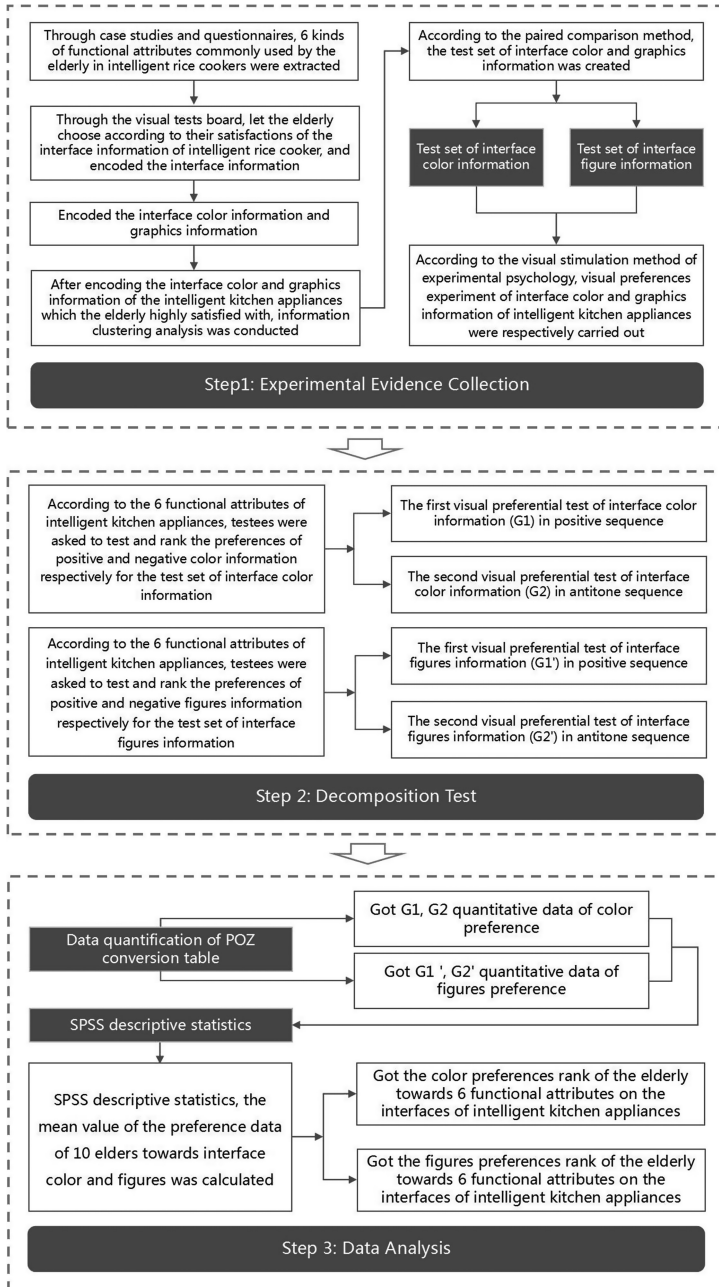 Through case studies and questionnaires, 6 kinds
of functional attributes commonly used by the
elderly in intelligent rice cookers were extracted
Through the visual tests board, let the elderly
choose according to their satisfactions of the
interface information of intelligent rice cooker, and
encoded the interface information
Encoded the interface color information and
graphics information
After encoding the interface color and graphics
information of the intelligent kitchen appliances
which the elderly highly satisfied with, information
clustering analysis was conducted
According to the paired comparison method,
the test set of interface color and graphics
information was created
Test set of interface
color information
Test set of interface
figure information
According to the visual stimulation method of
experimental psychology, visual preferences
experiment of interface color and graphics
information of intelligent kitchen appliances
were respectively carried out
Step1: Experimental Evidence Collection
According to the 6 functional attributes of
intelligent kitchen appliances, testees were
asked to test and rank the preferences of
positive and negative color information
respectively for the test set of interface color
information
The first visual preferential test of interface color
information (G1) in positive sequence
The second visual preferential test of interface
color information (G2) in antitone sequence
According to the 6 functional attributes of
intelligent kitchen appliances, testees were
asked to test and rank the preferences of
positive and negative figures information
respectively for the test set of interface
figures information
The first visual preferential test of interface
figures information (G1') in positive sequence
The second visual preferential test of interface
figures information (G2') in antitone sequence
Step 2: Decomposition Test
Data quantification of POZ
conversion table
Got G1, G2 quantitative data of color
preference
Got G1 ', G2' quantitative data of
figures preference
SPSS descriptive statistics
SPSS descriptive statistics, the
mean value of the preference data
of 10 elders towards interface
color and figures was calculated
Got the color preferences rank of the elderly
towards 6 functional attributes on the
interfaces of intelligent kitchen appliances
Got the figures preferences rank of the elderly
towards 6 functional attributes on the
interfaces of intelligent kitchen appliances
Step 3: Data Analysis